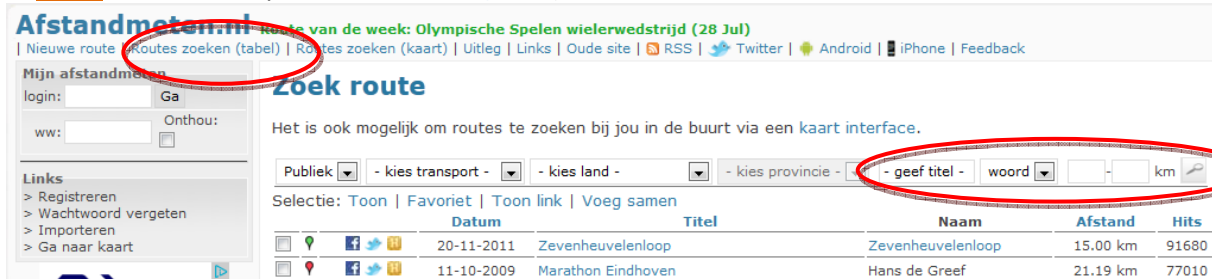 Afstandmeten.nl Route van de week: Olympische Spelen wielerwedstrijd (28 Jul)
| Nieuwe route | Routes zoeken (tabel) | Routes zoeken (kaart) | Uitleg | Links | Oude site | RSS | Twitter | Android | iPhone | Feedback
Mijn afstandmeten
login: Ga
ww: Onthou:
Links
> Registreren
> Wachtwoord vergeten
> Importeren
> Ga naar kaart
Zoek route
Het is ook mogelijk om routes te zoeken bij jou in de buurt via een kaart interface.
Publiek - kies transport - - kies land - - kies provincie - - geef titel - woord - km
Selectie: Toon | Favoriet | Toon link | Voeg samen
Datum Titel Naam Afstand Hits
20-11-2011 Zevenheuvelenloop Zevenheuvelenloop 15.00 km 91680
11-10-2009 Marathon Eindhoven Hans de Greef 21.19 km 77010